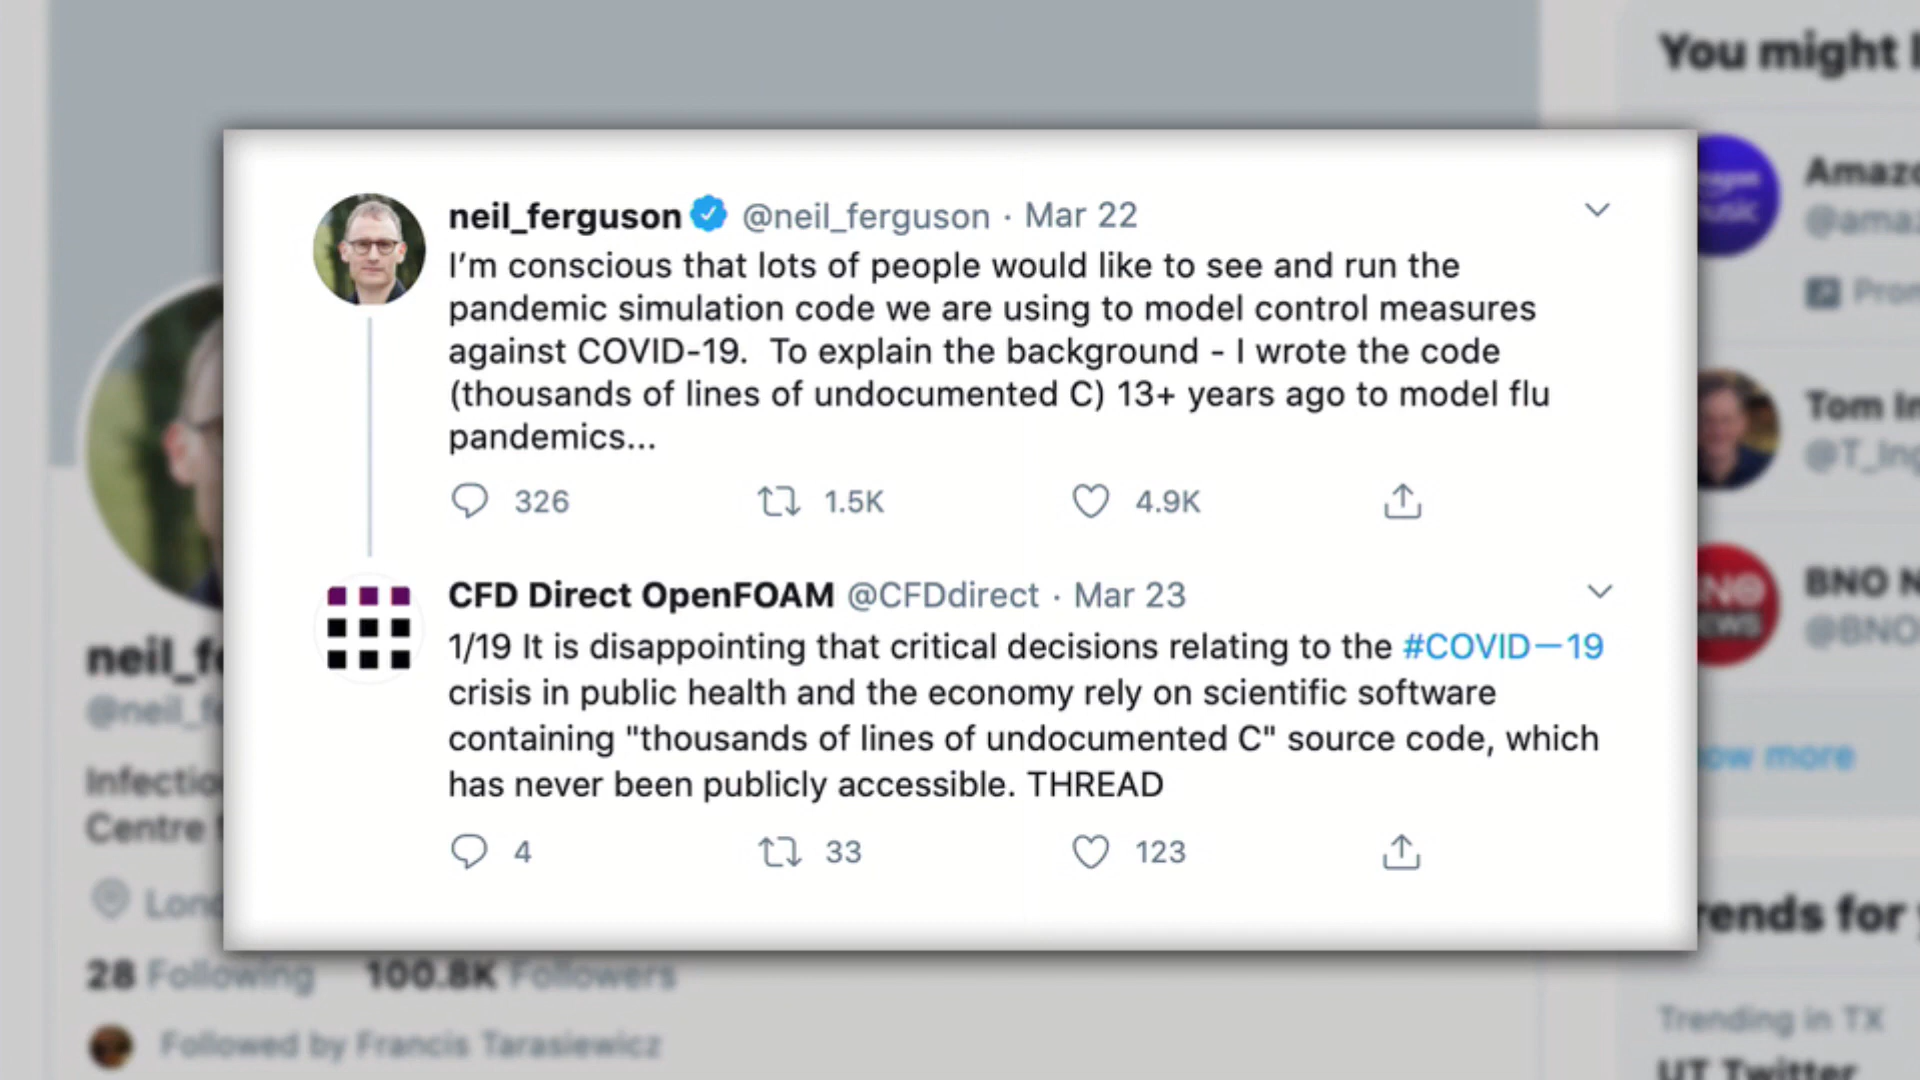 You might
neil_ferguson @neil_ferguson · Mar 22
I'm conscious that lots of people would like to see and run the
pandemic simulation code we are using to model control measures
against COVID-19.  To explain the background - I wrote the code
(thousands of lines of undocumented C) 13+ years ago to model flu
pandemics...
326 1.5K 4.9K
CFD Direct OpenFOAM @CFDdirect · Mar 23
1/19 It is disappointing that critical decisions relating to the #COVID—19
crisis in public health and the economy rely on scientific software
containing "thousands of lines of undocumented C" source code, which
has never been publicly accessible. THREAD
4 33 123
neil_f
@neil_f
Infectio
Centre
Lon
28 Following 100.8K Followers
Followed by Francis Tarasiewicz
Amaz
@ama
Pro
Tom In
@T_Ing
BNO N
@BNO
NEWS
ow more
rends for
Trending in TX
UT Twitter